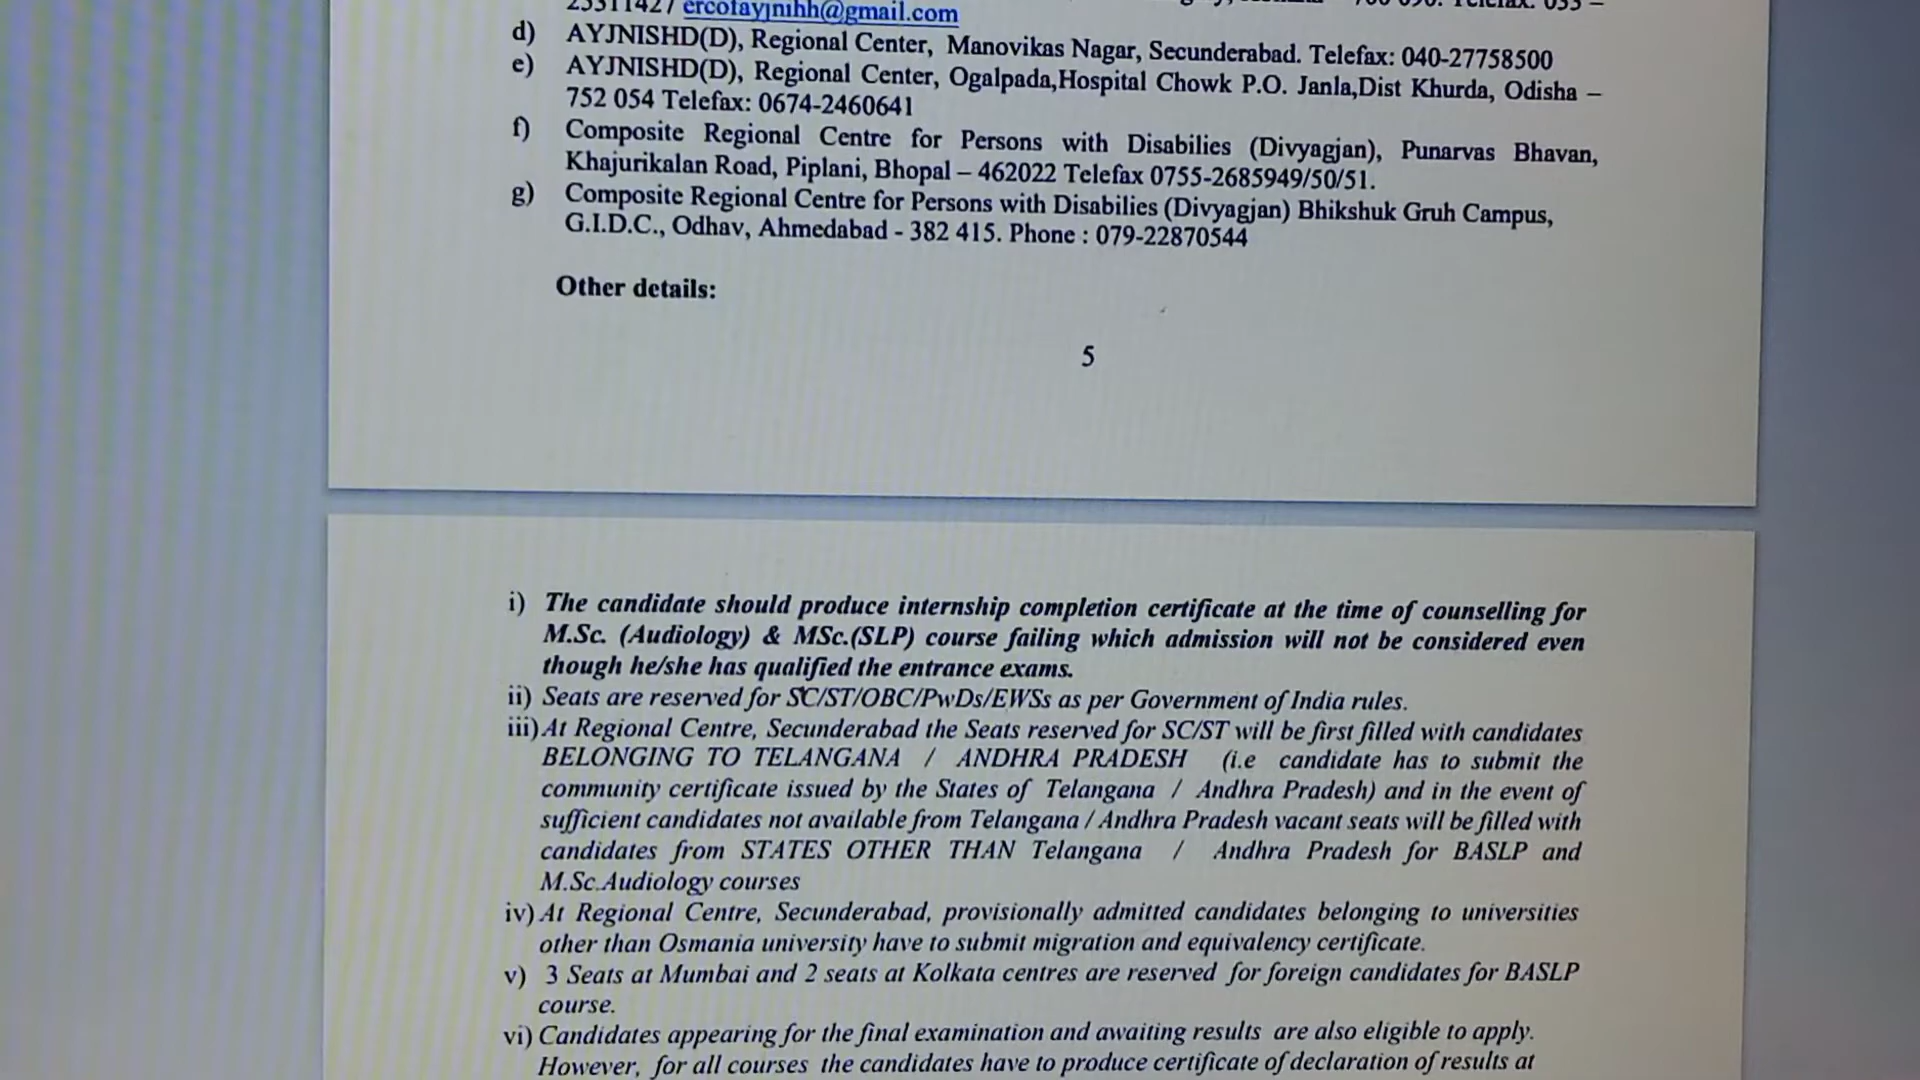 25311427 ercofayjnihh@gmail.com
d) AYJNISHD(D), Regional Center, Manovikas Nagar, Secunderabad. Telefax: 040-27758500
e) AYJNISHD(D), Regional Center, Ogalpada,Hospital Chowk P.O. Janla,Dist Khurda, Odisha –
752 054 Telefax: 0674-2460641
f) Composite Regional Centre for Persons with Disabilies (Divyagjan), Punarvas Bhavan,
Khajurikalan Road, Piplani, Bhopal – 462022 Telefax 0755-2685949/50/51.
g) Composite Regional Centre for Persons with Disabilies (Divyagjan) Bhikshuk Gruh Campus,
G.I.D.C., Odhav, Ahmedabad - 382 415. Phone : 079-22870544
Other details:
5
i) The candidate should produce internship completion certificate at the time of counselling for
M.Sc. (Audiology) & MSc.(SLP) course failing which admission will not be considered even
though he/she has qualified the entrance exams.
ii) Seats are reserved for SC/ST/OBC/PwDs/EWSs as per Government of India rules.
iii) At Regional Centre, Secunderabad the Seats reserved for SC/ST will be first filled with candidates
BELONGING TO TELANGANA / ANDHRA PRADESH (i.e candidate has to submit the
community certificate issued by the States of Telangana / Andhra Pradesh) and in the event of
sufficient candidates not available from Telangana / Andhra Pradesh vacant seats will be filled with
candidates from STATES OTHER THAN Telangana / Andhra Pradesh for BASLP and
M.Sc.Audiology courses
iv) At Regional Centre, Secunderabad, provisionally admitted candidates belonging to universities
other than Osmania university have to submit migration and equivalency certificate.
v) 3 Seats at Mumbai and 2 seats at Kolkata centres are reserved for foreign candidates for BASLP
course.
vi) Candidates appearing for the final examination and awaiting results are also eligible to apply.
However, for all courses the candidates have to produce certificate of declaration of results at